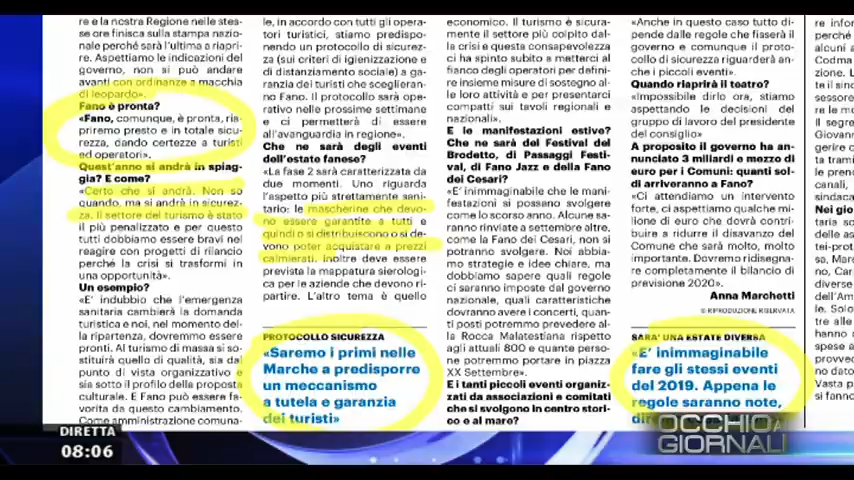 re e la nostra Regione nelle stes-
se ore finisca sulla stampa nazio-
nale perché sarà l'ultima a riapri-
re. Aspettiamo le indicazioni del
governo, non si può andare
avanti con ordinanze a macchia
di leopardo».
Fano è pronta?
«Fano, comunque, è pronta, ria-
priremo presto e in totale sicu-
rezza, dando certezze a turisti
ed operatori».
Quest'anno si andrà in spiag-
gia? E come?
«Certo che si andrà. Non so
quando, ma si andrà in sicurez-
za. Il settore del turismo è stato
il più penalizzato e per questo
tutti dobbiamo essere bravi nel
reagire con progetti di rilancio
perché la crisi si trasformi in
una opportunità».
Un esempio?
«E' indubbio che l'emergenza
sanitaria cambierà la domanda
turistica e noi, nel momento del-
la ripartenza, dovremmo essere
pronti. Al turismo di massa si so-
stituirà quello di qualità, sia dal
punto di vista organizzativo e
sia sotto il profilo della proposta
culturale. E Fano può essere fa-
vorita da questo cambiamento.
Come amministrazione comuna-
le, in accordo con tutti gli opera-
tori turistici, stiamo predispo-
nendo un protocollo di sicurez-
za (sui criteri di igienizzazione e
di distanziamento sociale) a ga-
ranzia dei turisti che sceglieran-
no Fano. Il protocollo sarà ope-
rativo nelle prossime settimane
e ci permetterà di essere
all'avanguardia in regione».
Che ne sarà degli eventi
dell'estate fanese?
«La fase 2 sarà caratterizzata da
due momenti. Uno riguarda
l'aspetto più strettamente sani-
tario: le mascherine che devo-
no essere garantite a tutti e
quindi o si distribuiscono o si de-
vono poter acquistare a prezzi
calmierati. Inoltre deve essere
prevista la mappatura sierologi-
ca per le aziende che devono ri-
partire. L'altro tema è quello
PROTOCOLLO SICUREZZA
«Saremo i primi nelle
Marche a predisporre
un meccanismo
a tutela e garanzia
dei turisti»
economico. Il turismo è sicura-
mente il settore più colpito dal-
la crisi e questa consapevolezza
ci ha spinto subito a metterci al
fianco degli operatori per defini-
re insieme misure di sostegno al-
le loro attività e per presentarci
compatti sui tavoli regionali e
nazionali».
E le manifestazioni estive?
Che ne sarà del Festival del
Brodetto, di Passaggi Festi-
val, di Fano Jazz e della Fano
dei Cesari?
«E' inimmaginabile che le mani-
festazioni si possano svolgere
come lo scorso anno. Alcune sa-
ranno rinviate a settembre altre,
come la Fano dei Cesari, non si
potranno svolgere. Noi abbia-
mo strategie e idee chiare, ma
dobbiamo sapere quali regole
ci saranno imposte dal governo
nazionale, quali caratteristiche
dovranno avere i concerti, quan-
ti posti potremmo prevedere al-
la Rocca Malatestiana rispetto
agli attuali 800 e quante perso-
ne potremmo portare in piazza
XX Settembre».
E i tanti piccoli eventi organiz-
zati da associazioni e comitati
che si svolgono in centro stori-
co e al mare?
«Anche in questo caso tutto di-
pende dalle regole che fisserà il
governo e comunque il proto-
collo di sicurezza riguarderà an-
che i piccoli eventi».
Quando riaprirà il teatro?
«Impossibile dirlo ora, stiamo
aspettando le decisioni del
gruppo di lavoro del presidente
del consiglio»
A proposito il governo ha an-
nunciato 3 miliardi e mezzo di
euro per i Comuni: quanti sol-
di arriveranno a Fano?
«Ci attendiamo un intervento
forte, ci aspettiamo qualche mi-
lione di euro che dovrà contri-
buire a ridurre il disavanzo del
Comune che sarà molto, molto
importante. Dovremo ridisegna-
re completamente il bilancio di
previsione 2020».
Anna Marchetti
© RIPRODUZIONE RISERVATA
SARA' UNA ESTATE DIVERSA
«E' inimmaginabile
fare gli stessi eventi
del 2019. Appena le
regole saranno note,
DIRETTA
08:06
OCCHIO AI
GIORNALI